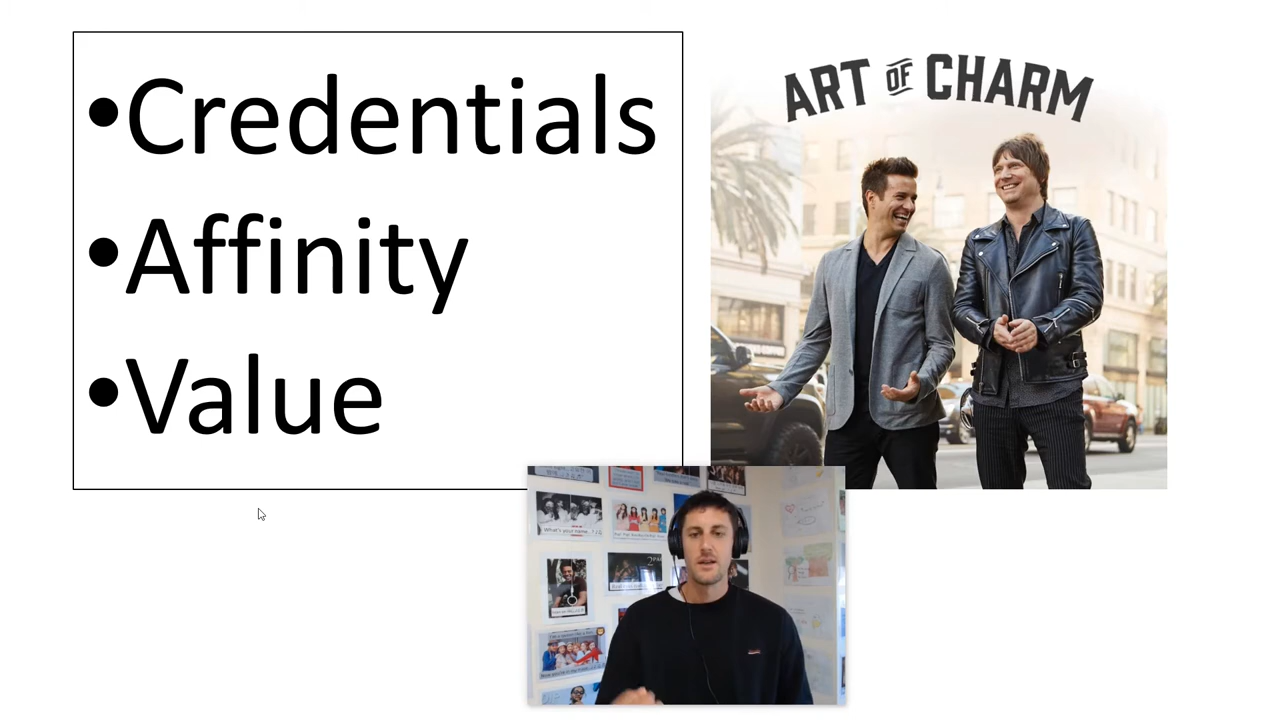 •Credentials
•Affinity
•Value
ART OF CHARM